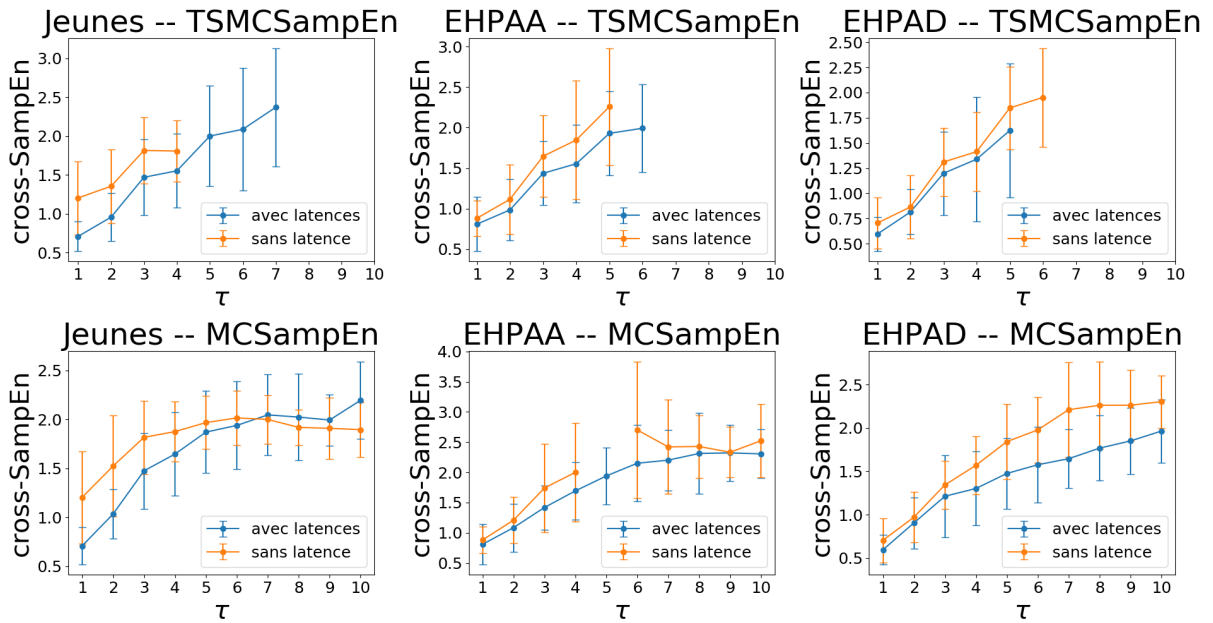 Jeunes -- TSMCSampEn
cross-SampEn
3.0
2.5
2.0
1.5
1.0
0.5
avec latences
sans latence
1 2 3 4 5 6 7 8 9 10
τ
EHPAA -- TSMCSampEn
cross-SampEn
3.0
2.5
2.0
1.5
1.0
0.5
avec latences
sans latence
1 2 3 4 5 6 7 8 9 10
τ
EHPAD -- TSMCSampEn
cross-SampEn
2.50
2.25
2.00
1.75
1.50
1.25
1.00
0.75
0.50
avec latences
sans latence
1 2 3 4 5 6 7 8 9 10
τ
Jeunes -- MCSampEn
cross-SampEn
2.5
2.0
1.5
1.0
0.5
avec latences
sans latence
1 2 3 4 5 6 7 8 9 10
τ
EHPAA -- MCSampEn
cross-SampEn
4.0
3.5
3.0
2.5
2.0
1.5
1.0
0.5
avec latences
sans latence
1 2 3 4 5 6 7 8 9 10
τ
EHPAD -- MCSampEn
cross-SampEn
2.5
2.0
1.5
1.0
0.5
avec latences
sans latence
1 2 3 4 5 6 7 8 9 10
τ